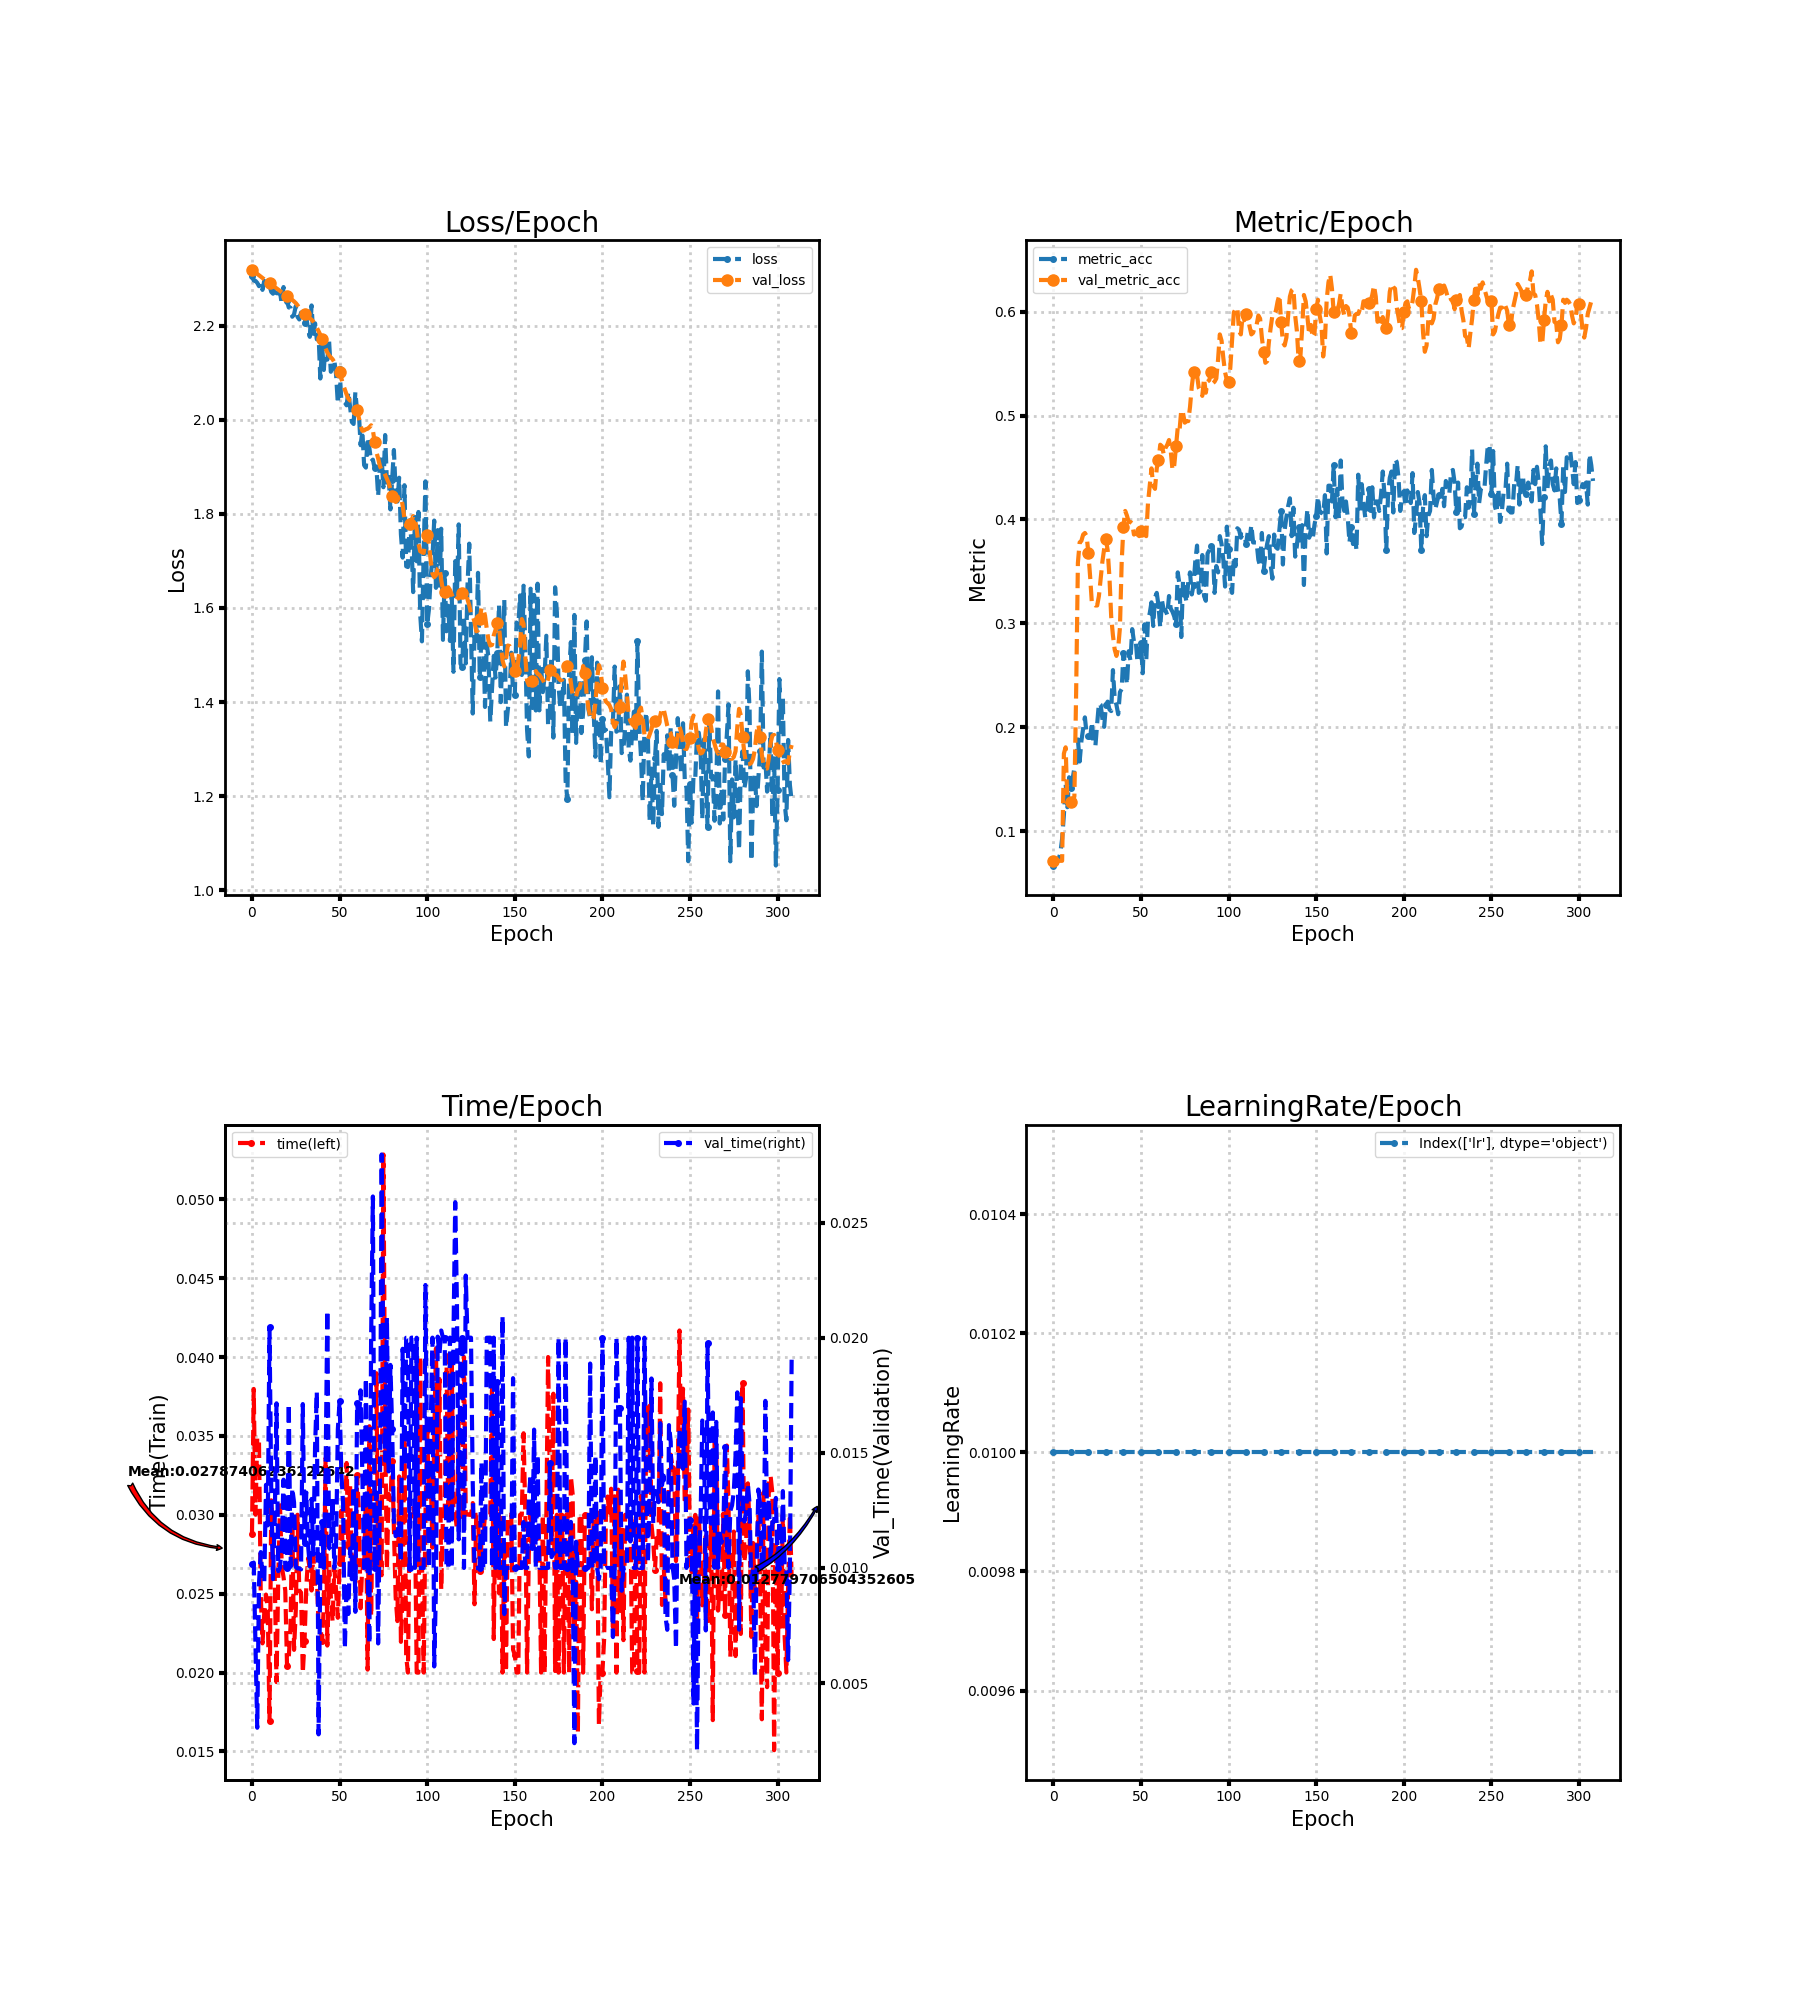 Loss/Epoch
loss
val_loss
Loss
2.2
2.0
1.8
1.6
1.4
1.2
1.0
0 50 100 150 200 250 300
Epoch
Metric/Epoch
metric_acc
val_metric_acc
Metric
0.6
0.5
0.4
0.3
0.2
0.1
0 50 100 150 200 250 300
Epoch
Time/Epoch
time(left)
val_time(right)
Time(Train)
0.050
0.045
0.040
0.035
0.030
0.025
0.020
0.015
0.025
0.020
0.015
0.010
0.005
Val_Time(Validation)
Mean:0.012779706504352605
0 50 100 150 200 250 300
Epoch
LearningRate/Epoch
Index(['lr'], dtype='object')
LearningRate
0.0104
0.0102
0.0100
0.0098
0.0096
0 50 100 150 200 250 300
Epoch